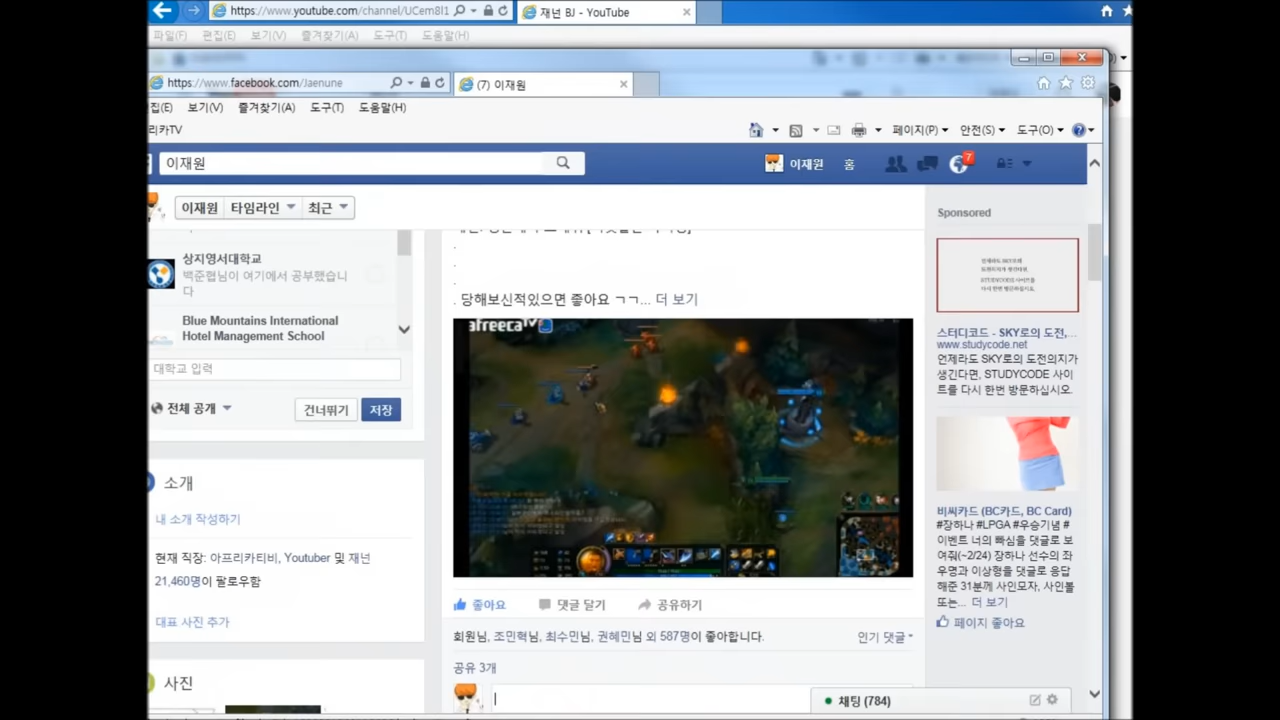 https://www.youtube.com/channel/UCem8l1
재넌 BJ - YouTube
파일(F) 편집(E) 보기(V) 즐겨찾기(A) 도구(T) 도움말(H)
https://www.facebook.com/Jaenune
(7) 이재원
집(E) 보기(V) 즐겨찾기(A) 도구(T) 도움말(H)
리카TV
페이지(P) 안전(S) 도구(O)
이재원
이재원 홈
7
이재원 타임라인 최근
Sponsored
상지영서대학교
백준협님이 여기에서 공부했습니
다
Blue Mountains International
Hotel Management School
대학교 입력
전체 공개 건너뛰기 저장
. 당해보신적있으면 좋아요 ㄱㄱ... 더 보기
afreecaTV
스터디코드 - SKY로의 도전,...
www.studycode.net
언제라도 SKY로의 도전의지가
생긴다면, STUDYCODE 사이
트를 다시 한번 방문하십시오.
비씨카드 (BC카드, BC Card)
#장하나 #LPGA #우승기념 #
이벤트 너의 빠심을 댓글로 보
여줘(~2/24) 장하나 선수의 좌
우명과 이상형을 댓글로 응답
해준 31분께 사인모자, 사인볼
또는... 더 보기
페이지 좋아요
소개
내 소개 작성하기
현재 직장: 아프리카티비, Youtuber 및 재넌
21,460명이 팔로우함
대표 사진 추가
사진
좋아요 댓글 달기 공유하기
회원님, 조민혁님, 최수민님, 권혜민님 외 587명이 좋아합니다.
인기 댓글
공유 3개
채팅 (784)